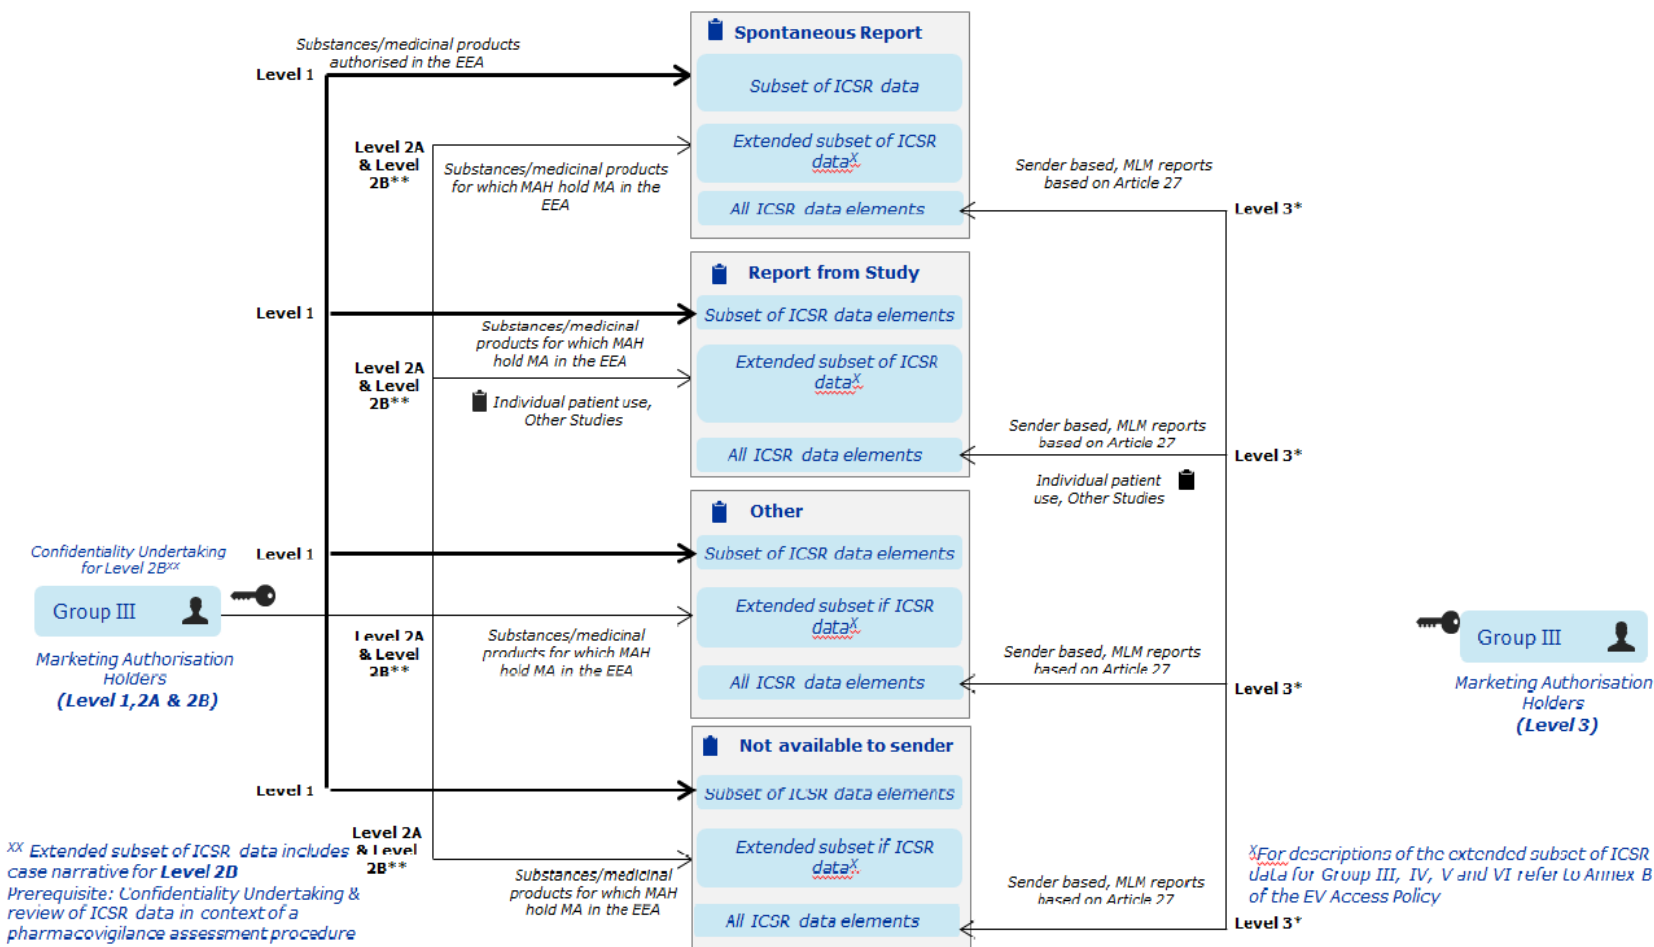 Spontaneous Report
Substances/medicinal products
authorised in the EEA
Level 1
Subset of ICSR data
Level 2A
& Level
2B**
Substances/medicinal products
for which MAH hold MA in the
EEA
Extended subset of ICSR
dataX
Sender based, MLM reports
based on Article 27
All ICSR data elements
Level 3*
Report from Study
Level 1
Subset of ICSR data elements
Substances/medicinal
products for which MAH
hold MA in the EEA
Level 2A
& Level
2B**
Extended subset of ICSR
dataX
Individual patient use,
Other Studies
Sender based, MLM reports
based on Article 27
All ICSR data elements
Level 3*
Individual patient
use, Other Studies
Other
Confidentiality Undertaking
for Level 2BXX
Level 1
Subset of ICSR data elements
Group III
Marketing Authorisation
Holders
(Level 1,2A & 2B)
Level 2A
& Level
2B**
Substances/medicinal
products for which MAH
hold MA in the EEA
Extended subset if ICSR
dataX
Sender based, MLM reports
based on Article 27
All ICSR data elements
Level 3*
Group III
Marketing Authorisation
Holders
(Level 3)
Not available to sender
Level 1
Subset of ICSR data elements
Level 2A
& Level
2B**
Substances/medicinal
products for which MAH
hold MA in the EEA
Extended subset if ICSR
dataX
Sender based, MLM reports
based on Article 27
All ICSR data elements
Level 3*
XX Extended subset of ICSR data includes
case narrative for Level 2B
Prerequisite: Confidentiality Undertaking &
review of ICSR data in context of a
pharmacovigilance assessment procedure
XFor descriptions of the extended subset of ICSR
data for Group III, IV, V and VI refer to Annex B
of the EV Access Policy